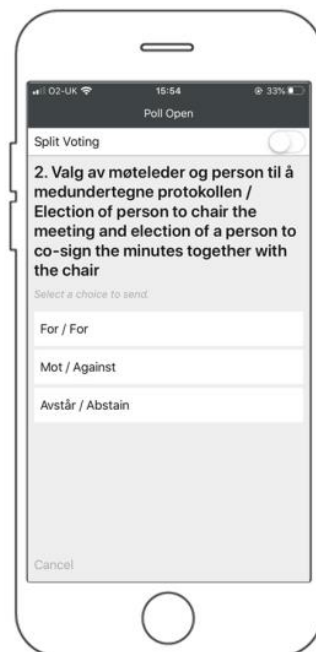 O2-UK 15:54 33%
Poll Open
Split Voting
2. Valg av møteleder og person til å
medundertegne protokollen /
Election of person to chair the
meeting and election of a person to
co-sign the minutes together with
the chair
Select a choice to send.
For / For
Mot / Against
Avstår / Abstain
Cancel